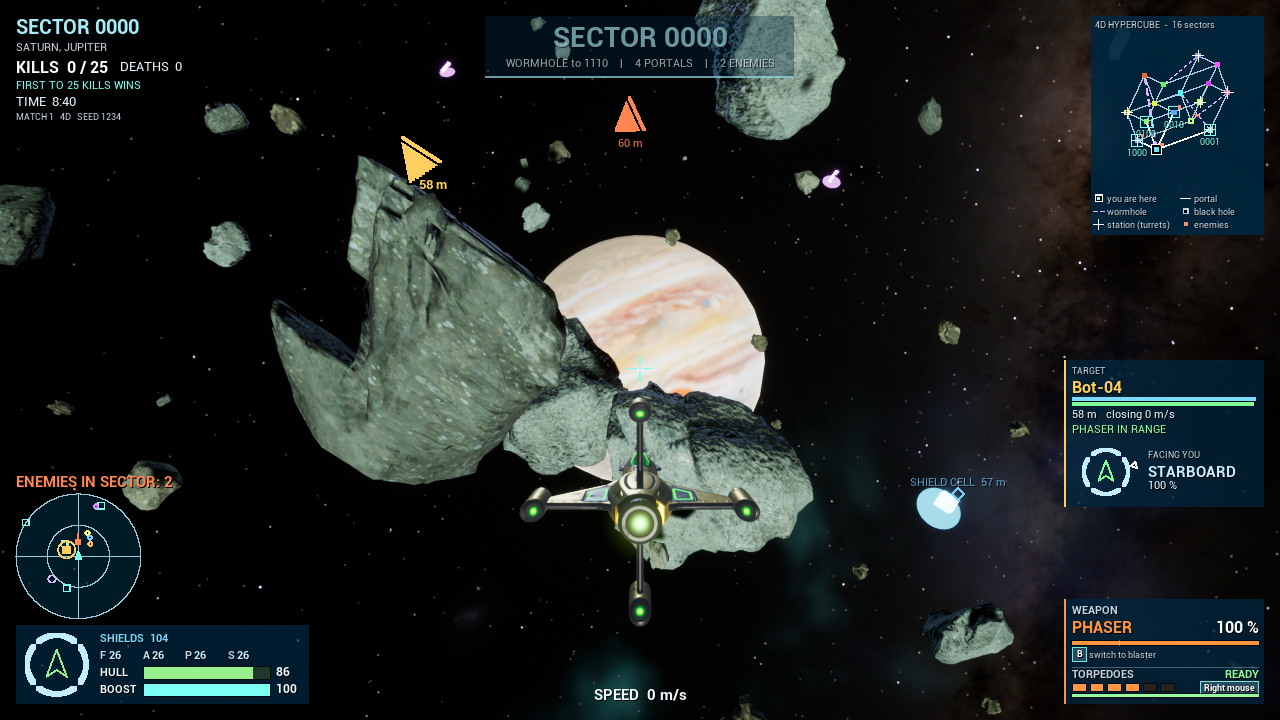 SECTOR 0000
SATURN, JUPITER
KILLS 0 / 25 DEATHS 0
FIRST TO 25 KILLS WINS
TIME 8:40
MATCH 1 4D SEED 1234
SECTOR 0000
WORMHOLE to 1110 | 4 PORTALS | 2 ENEMIES
60 m
58 m
4D HYPERCUBE - 16 sectors
0010
0100
0001
1000
you are here
portal
wormhole
black hole
station (turrets)
enemies
TARGET
Bot-04
58 m closing 0 m/s
PHASER IN RANGE
FACING YOU
STARBOARD
100 %
SHIELD CELL 57 m
ENEMIES IN SECTOR: 2
SHIELDS 104
F 26 A 26 P 26 S 26
HULL 86
BOOST 100
SPEED 0 m/s
WEAPON
PHASER 100 %
B switch to blaster
TORPEDOES READY
Right mouse